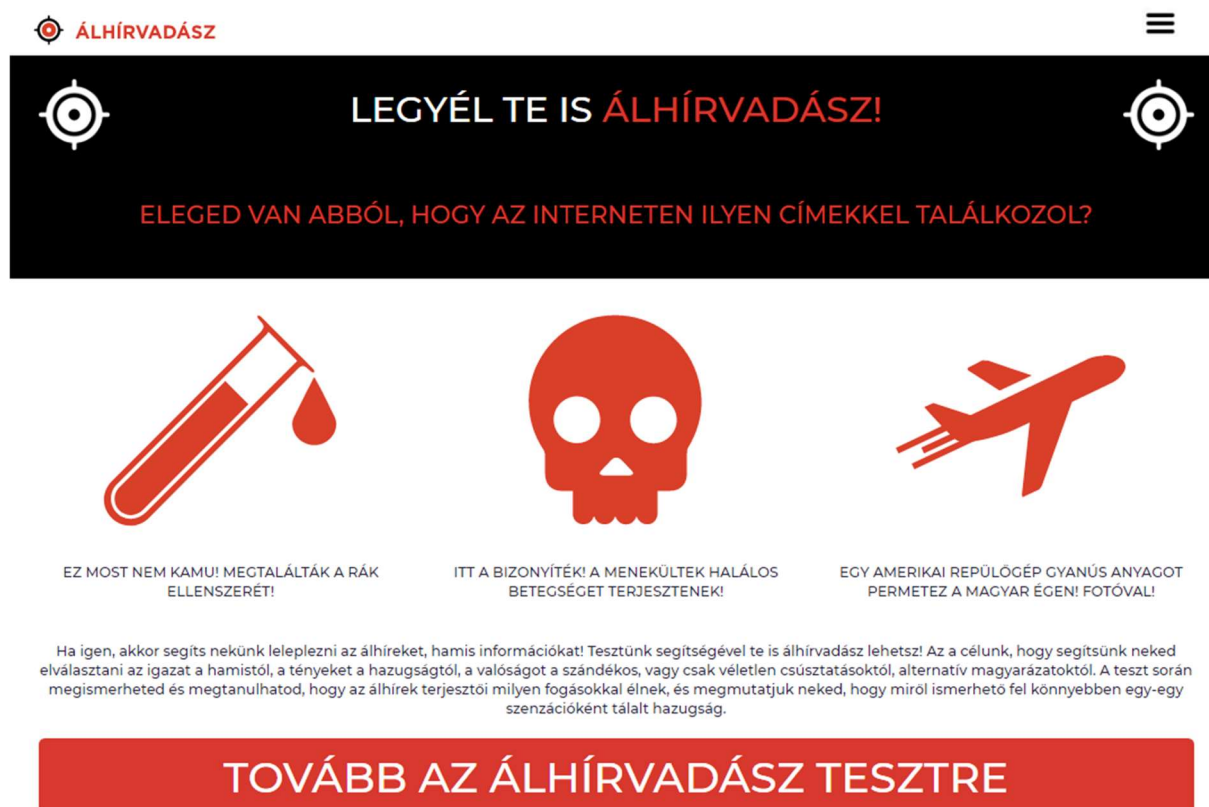 ÁLHÍRVADÁSZ
LEGYÉL TE IS ÁLHÍRVADÁSZ!
ELEGED VAN ABBÓL, HOGY AZ INTERNETEN ILYEN CÍMEKKEL TALÁLKOZOL?
EZ MOST NEM KAMU! MEGTALÁLTÁK A RÁK
ELLENSZERÉT!
ITT A BIZONYÍTÉK! A MENEKÜLTEK HALÁLOS
BETEGSÉGET TERJESZTENEK!
EGY AMERIKAI REPÜLŐGÉP GYANÚS ANYAGOT
PERMETEZ A MAGYAR ÉGEN! FOTÓVAL!
Ha igen, akkor segíts nekünk leleplezni az álhíreket, hamis információkat! Tesztünk segítségével te is álhírvadász lehetsz! Az a célunk, hogy segítsünk neked
elválasztani az igazat a hamistól, a tényeket a hazugságtól, a valóságot a szándékos, vagy csak véletlen csúsztatásoktól, alternatív magyarázatoktól. A teszt során
megismerheted és megtanulhatod, hogy az álhírek terjesztői milyen fogásokkal élnek, és megmutatjuk neked, hogy miről ismerhető fel könnyebben egy-egy
szenzációként tálalt hazugság.
TOVÁBB AZ ÁLHÍRVADÁSZ TESZTRE